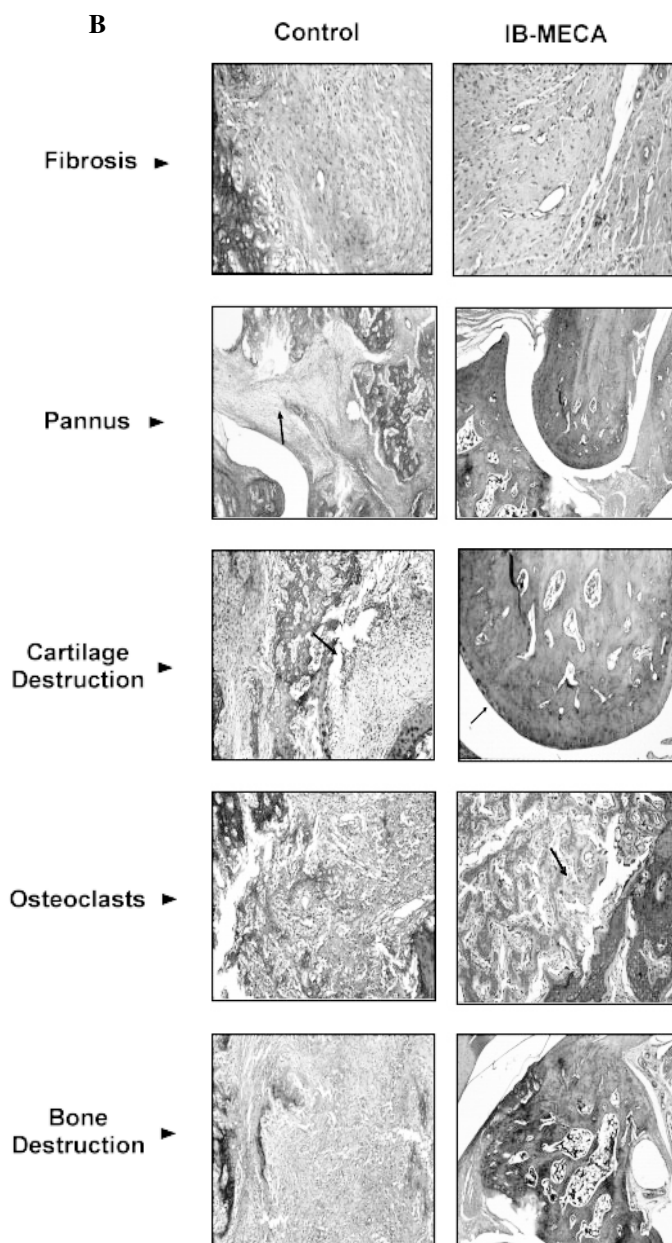 B
Control IB-MECA
Fibrosis ►
Pannus ►
Cartilage
Destruction ►
Osteoclasts ►
Bone
Destruction ►